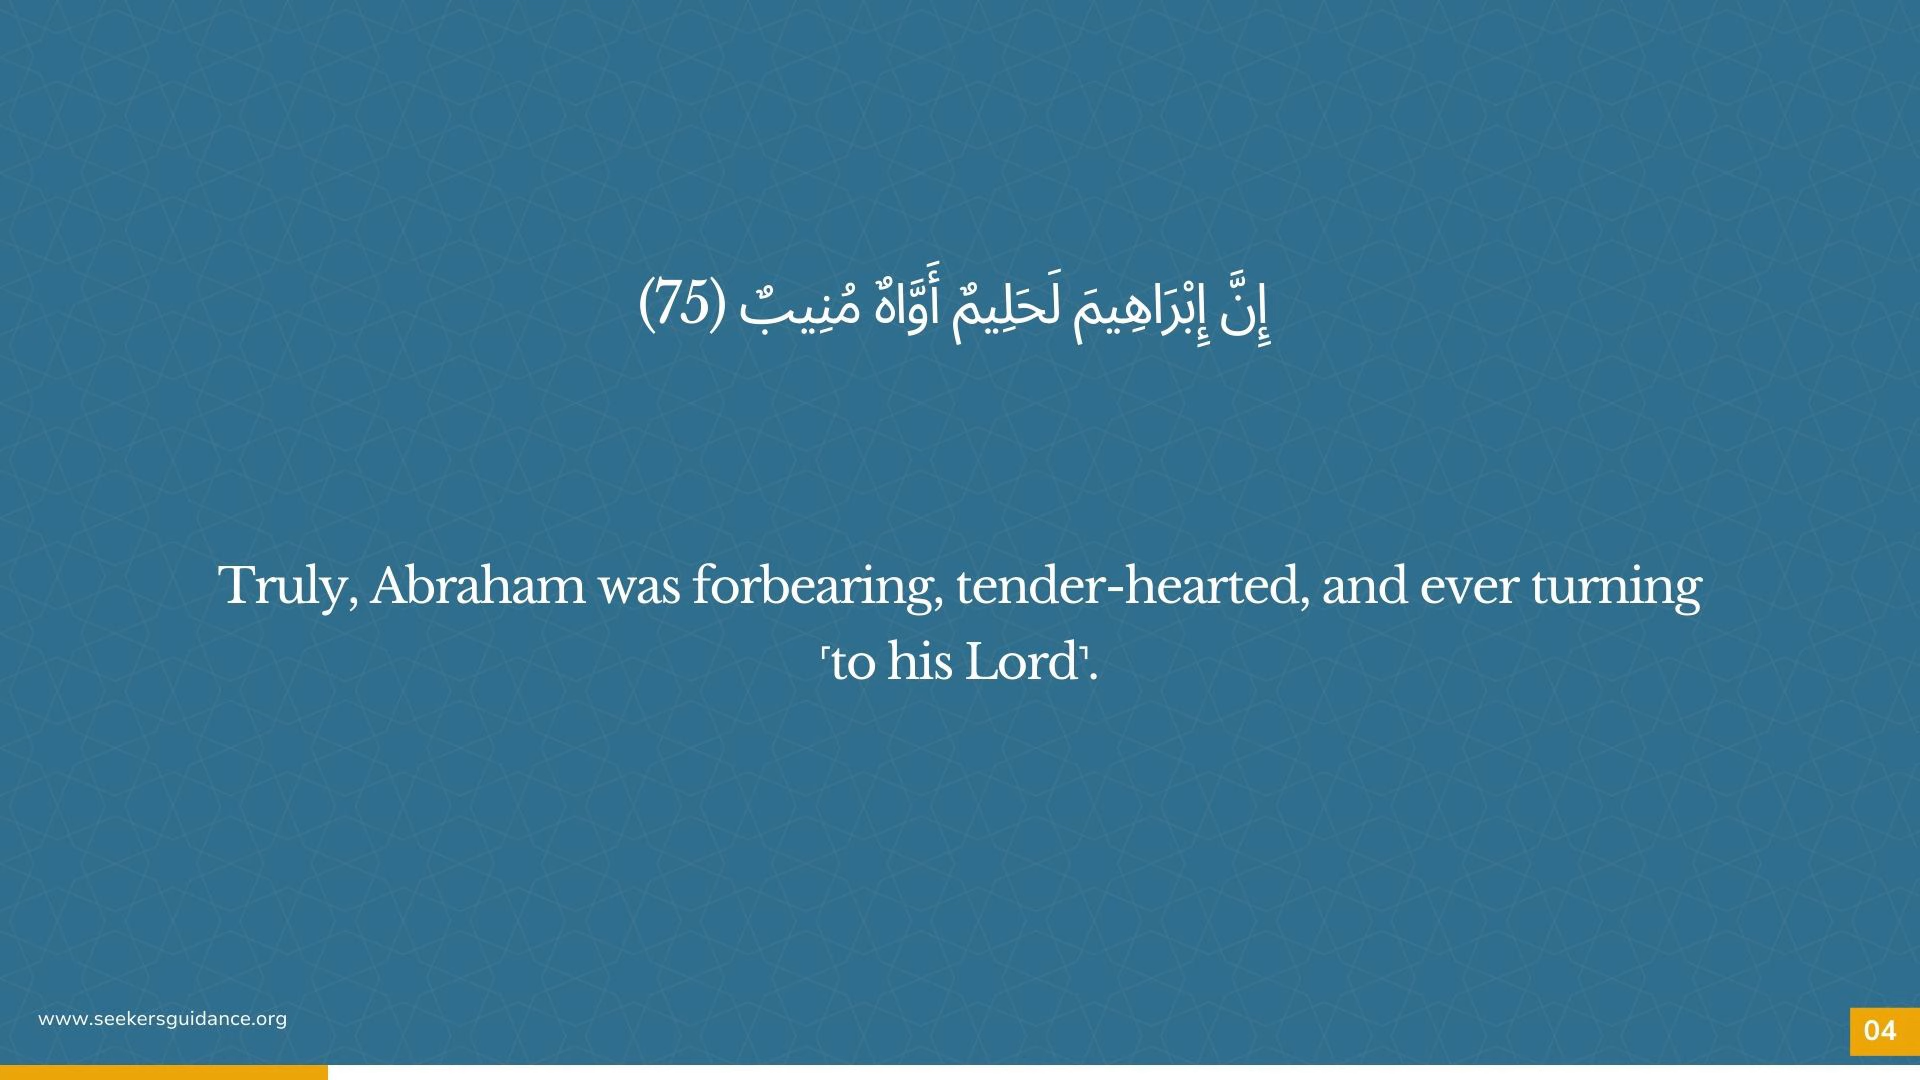 إِنَّ إِبْرَاهِيمَ لَحَلِيمٌ أَوَّاهٌ مُنِيبٌ (75)
Truly, Abraham was forbearing, tender-hearted, and ever turning
⸢to his Lord⸣.
www.seekersguidance.org
04